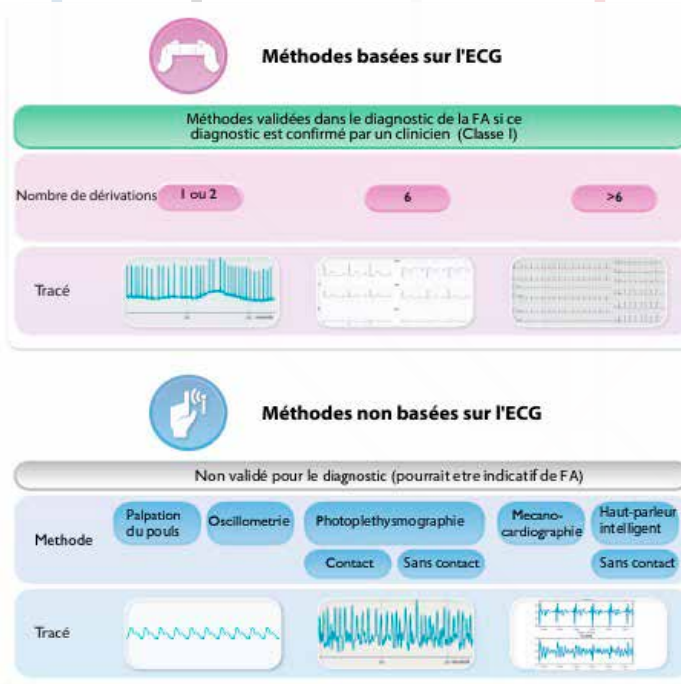 Méthodes basées sur l'ECG
Méthodes validées dans le diagnostic de la FA si ce
diagnostic est confirmé par un clinicien (Classe I)
Nombre de dérivations
1 ou 2
6
>6
Tracé
Méthodes non basées sur l'ECG
Non validé pour le diagnostic (pourrait etre indicatif de FA)
Methode
Palpation
du pouls
Oscillometrie
Photoplethysmographie
Contact
Sans contact
Mecano-
cardiographie
Haut-parleur
intelligent
Sans contact
Tracé